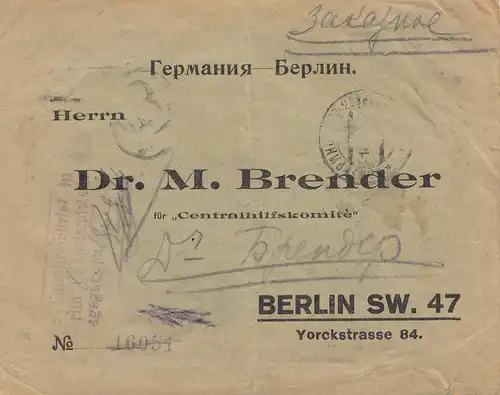 Заказное
Германия—Берлин.
Herrn
Dr. M. Brender
für „Centralhilfskomité“
Dr Брендер
BERLIN SW. 47
Yorckstrasse 84.
№ 16051